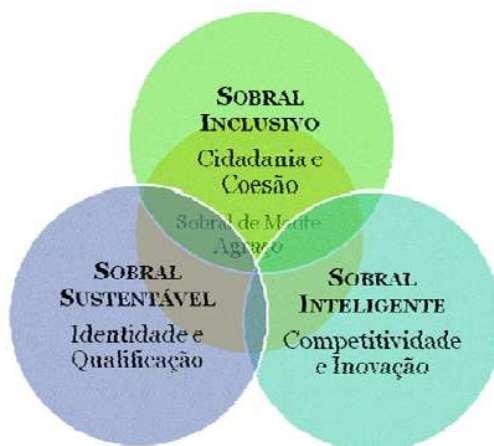 SOBRAL
INCLUSIVO
Cidadania e
Coesão
Sobral de Monte
Agraço
SOBRAL
SUSTENTÁVEL
Identidade e
Qualificação
SOBRAL
INTELIGENTE
Competitividade
e Inovação